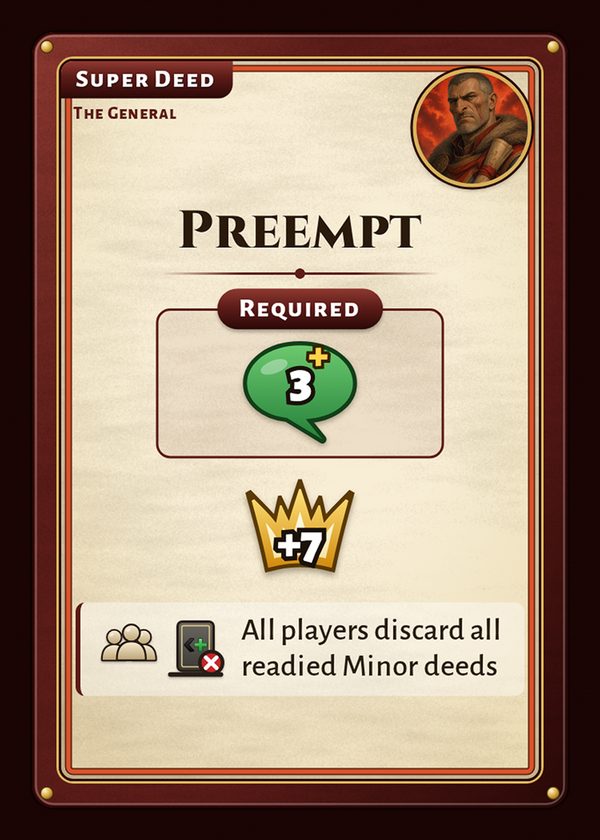 Super Deed
The General
Preempt
Required
3+
+7
All players discard all
readied Minor deeds